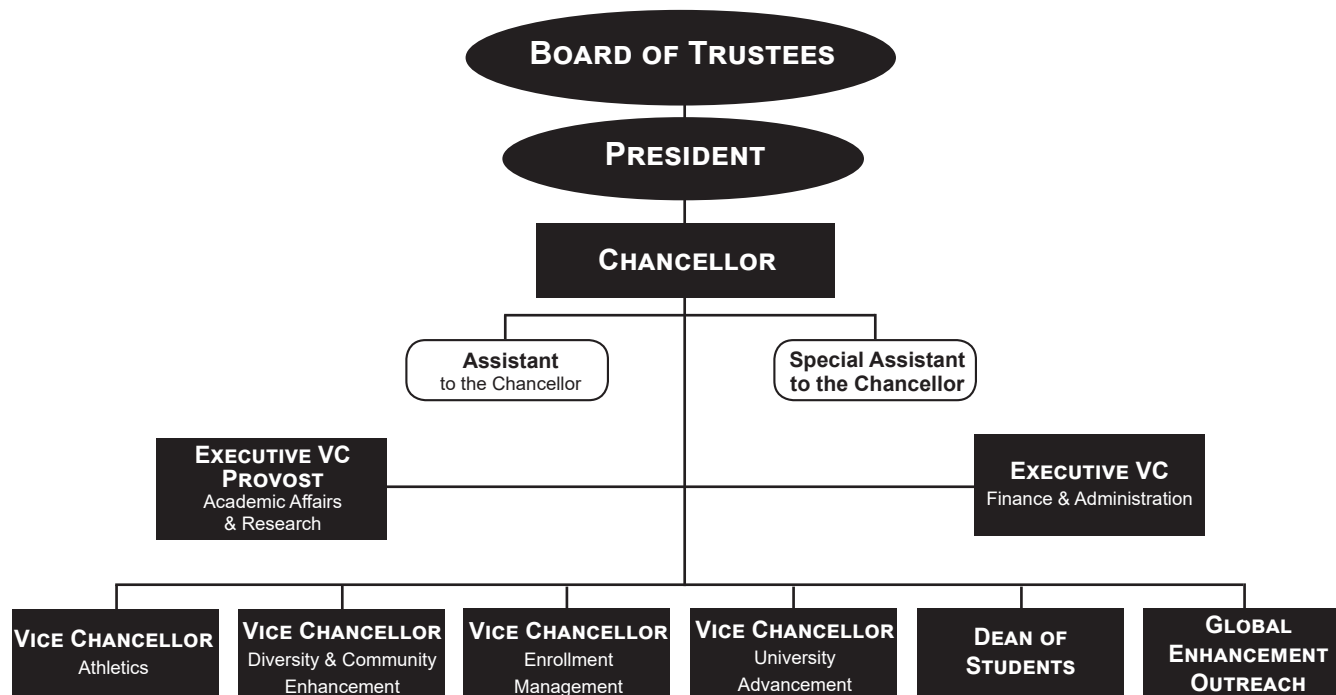 BOARD OF TRUSTEES
PRESIDENT
CHANCELLOR
Assistant
to the Chancellor
Special Assistant
to the Chancellor
EXECUTIVE VC
PROVOST
Academic Affairs
& Research
EXECUTIVE VC
Finance & Administration
VICE CHANCELLOR
Athletics
VICE CHANCELLOR
Diversity & Community
Enhancement
VICE CHANCELLOR
Enrollment
Management
VICE CHANCELLOR
University
Advancement
DEAN OF
STUDENTS
GLOBAL
ENHANCEMENT
OUTREACH